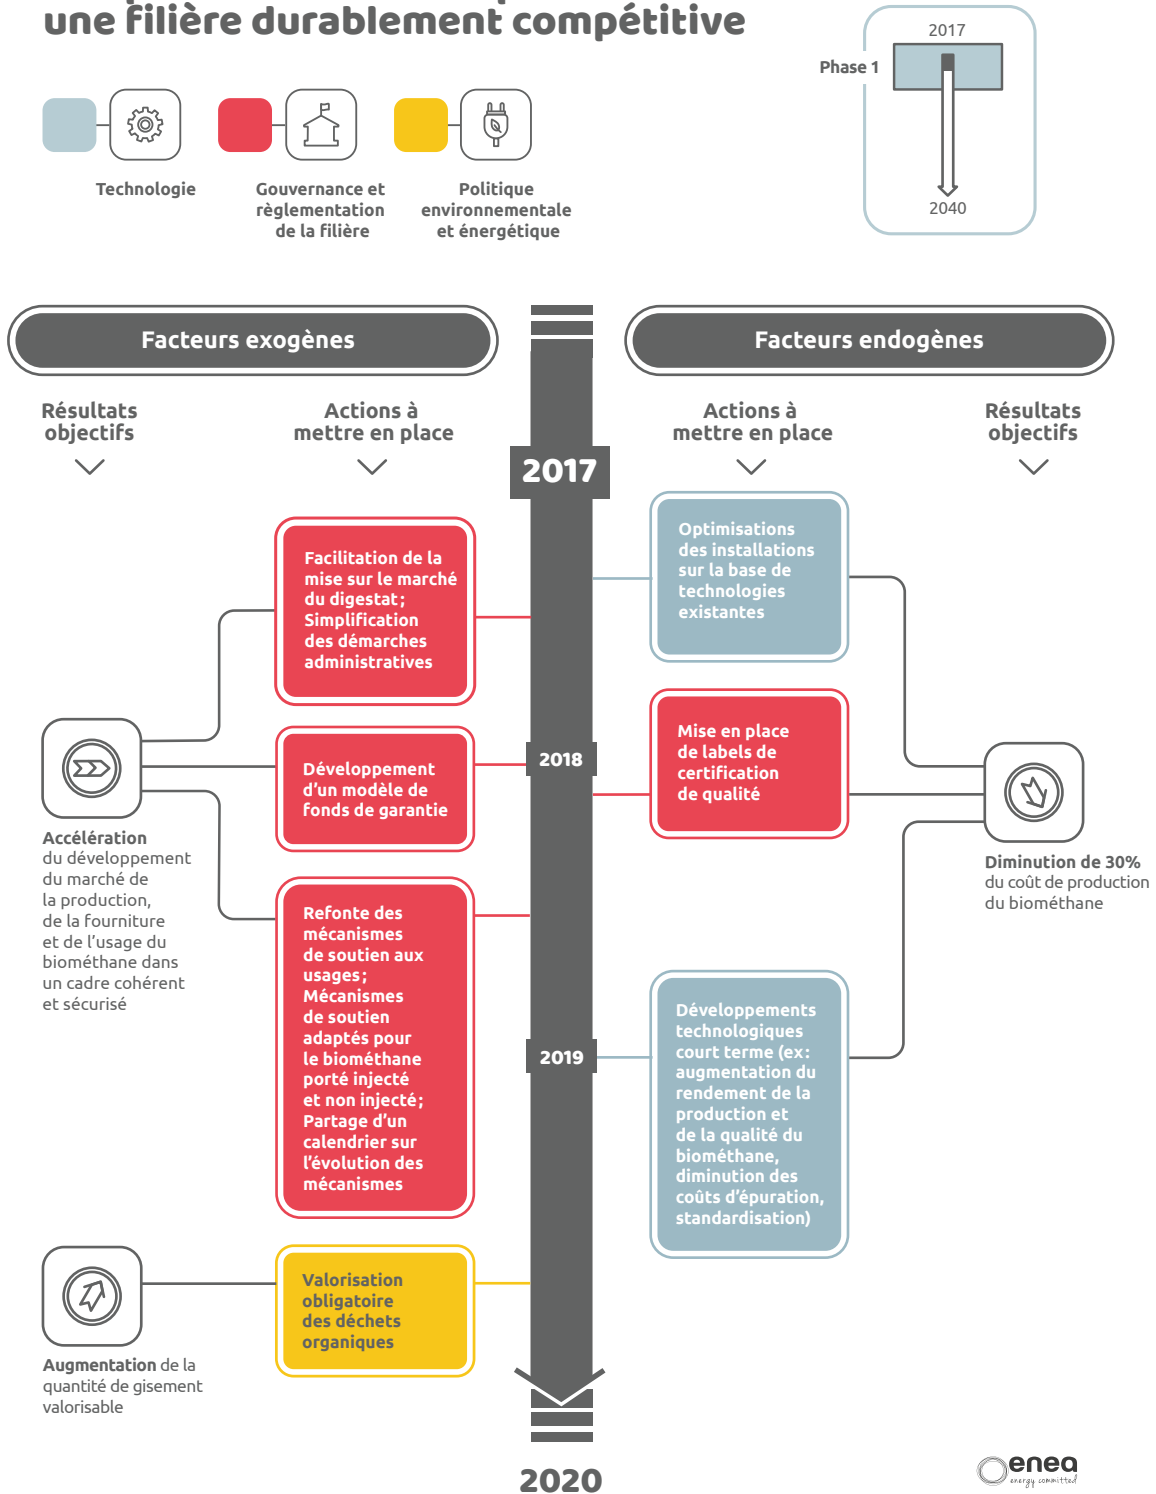 une filière durablement compétitive
2017
Phase 1
2040
Technologie
Gouvernance et
règlementation
de la filière
Politique
environnementale
et énergétique
Facteurs exogènes
Facteurs endogènes
Résultats
objectifs
Actions à
mettre en place
Actions à
mettre en place
Résultats
objectifs
2017
Facilitation de la
mise sur le marché
du digestat ;
Simplification
des démarches
administratives
Optimisations
des installations
sur la base de
technologies
existantes
2018
Développement
d'un modèle de
fonds de garantie
Mise en place
de labels de
certification
de qualité
Accélération
du développement
du marché de
la production,
de la fourniture
et de l'usage du
biométhane dans
un cadre cohérent
et sécurisé
Diminution de 30%
du coût de production
du biométhane
Refonte des
mécanismes
de soutien aux
usages ;
Mécanismes
de soutien
adaptés pour
le biométhane
porté injecté
et non injecté ;
Partage d'un
calendrier sur
l'évolution des
mécanismes
2019
Développements
technologiques
court terme (ex :
augmentation du
rendement de la
production et
de la qualité du
biométhane,
diminution des
coûts d'épuration,
standardisation)
Valorisation
obligatoire
des déchets
organiques
Augmentation de la
quantité de gisement
valorisable
2020
enea
energy committed